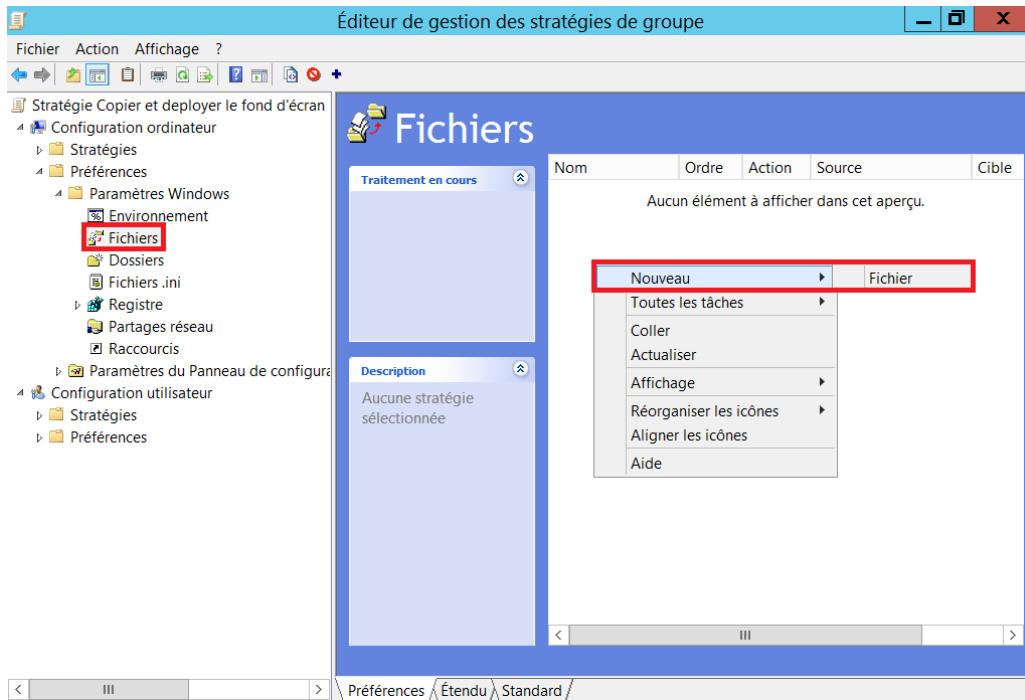 Éditeur de gestion des stratégies de groupe
Fichier Action Affichage ?
Stratégie Copier et deployer le fond d'écran
Configuration ordinateur
Stratégies
Préférences
Paramètres Windows
Environnement
Fichiers
Dossiers
Fichiers .ini
Registre
Partages réseau
Raccourcis
Paramètres du Panneau de configura
Configuration utilisateur
Stratégies
Préférences
Fichiers
Traitement en cours
Description
Aucune stratégie
sélectionnée
Nom Ordre Action Source Cible
Aucun élément à afficher dans cet aperçu.
Nouveau Fichier
Toutes les tâches
Coller
Actualiser
Affichage
Réorganiser les icônes
Aligner les icônes
Aide
Préférences Étendu Standard